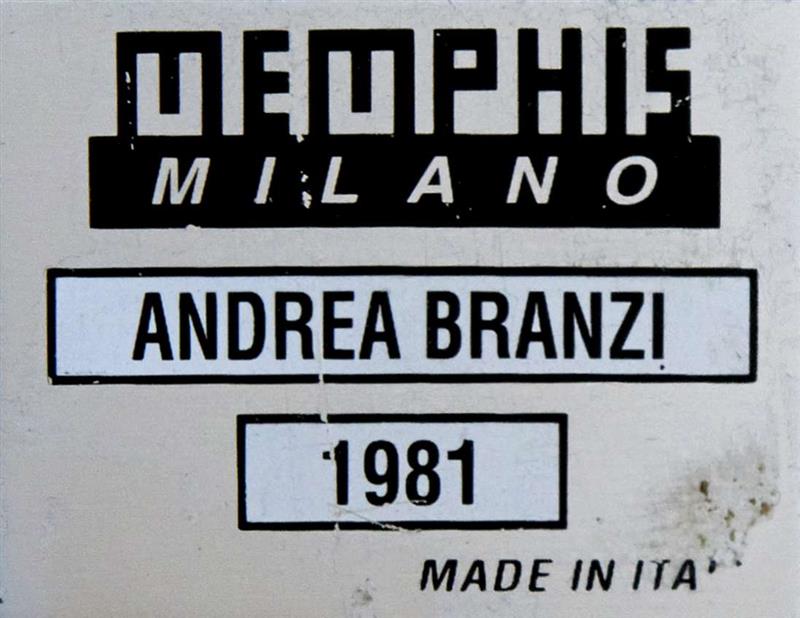 MEMPHIS
MILANO
ANDREA BRANZI
1981
MADE IN ITA